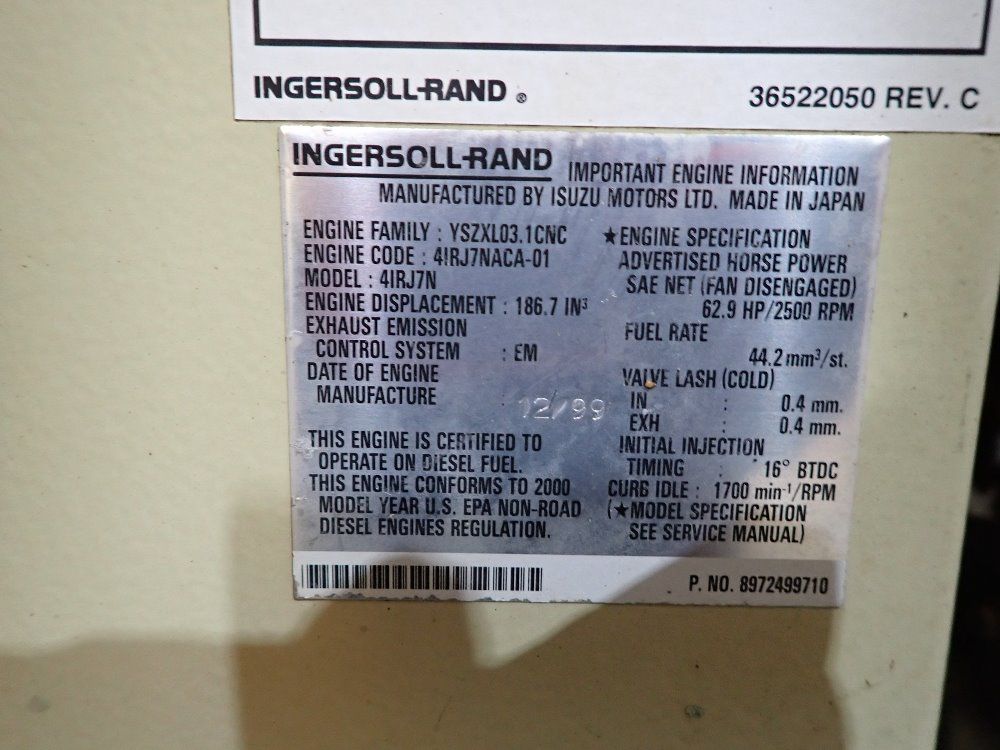 INGERSOLL-RAND ®
36522050 REV. C
INGERSOLL-RAND IMPORTANT ENGINE INFORMATION
MANUFACTURED BY ISUZU MOTORS LTD. MADE IN JAPAN
ENGINE FAMILY : YSZXL03.1CNC
ENGINE CODE : 4IRJ7NACA-01
MODEL : 4IRJ7N
ENGINE DISPLACEMENT : 186.7 IN³
EXHAUST EMISSION
CONTROL SYSTEM : EM
DATE OF ENGINE
MANUFACTURE : 12/99
THIS ENGINE IS CERTIFIED TO
OPERATE ON DIESEL FUEL.
THIS ENGINE CONFORMS TO 2000
MODEL YEAR U.S. EPA NON-ROAD
DIESEL ENGINES REGULATION.
★ENGINE SPECIFICATION
ADVERTISED HORSE POWER
SAE NET (FAN DISENGAGED)
62.9 HP/2500 RPM
FUEL RATE
44.2 mm³/st.
VALVE LASH (COLD)
IN : 0.4 mm.
EXH : 0.4 mm.
INITIAL INJECTION
TIMING : 16° BTDC
CURB IDLE : 1700 min⁻¹/RPM
(★MODEL SPECIFICATION
SEE SERVICE MANUAL)
P. NO. 8972499710